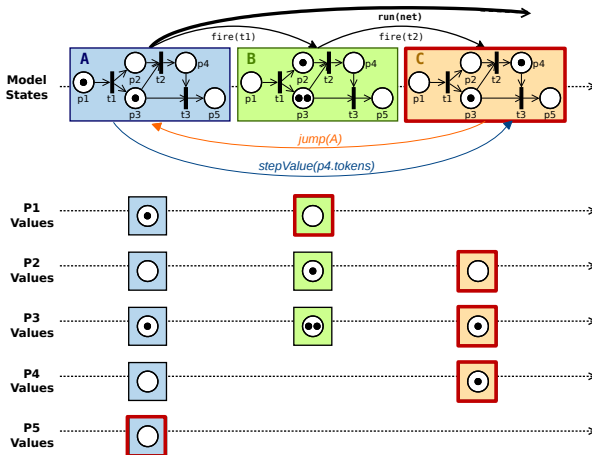 run(net)
fire(t1)
fire(t2)
Model
States
A
p1
t1
p2
t2
p3
p4
t3
p5
B
p1
t1
p2
t2
p3
p4
t3
p5
C
p1
t1
p2
t2
p3
p4
t3
p5
jump(A)
stepValue(p4.tokens)
P1
Values
P2
Values
P3
Values
P4
Values
P5
Values